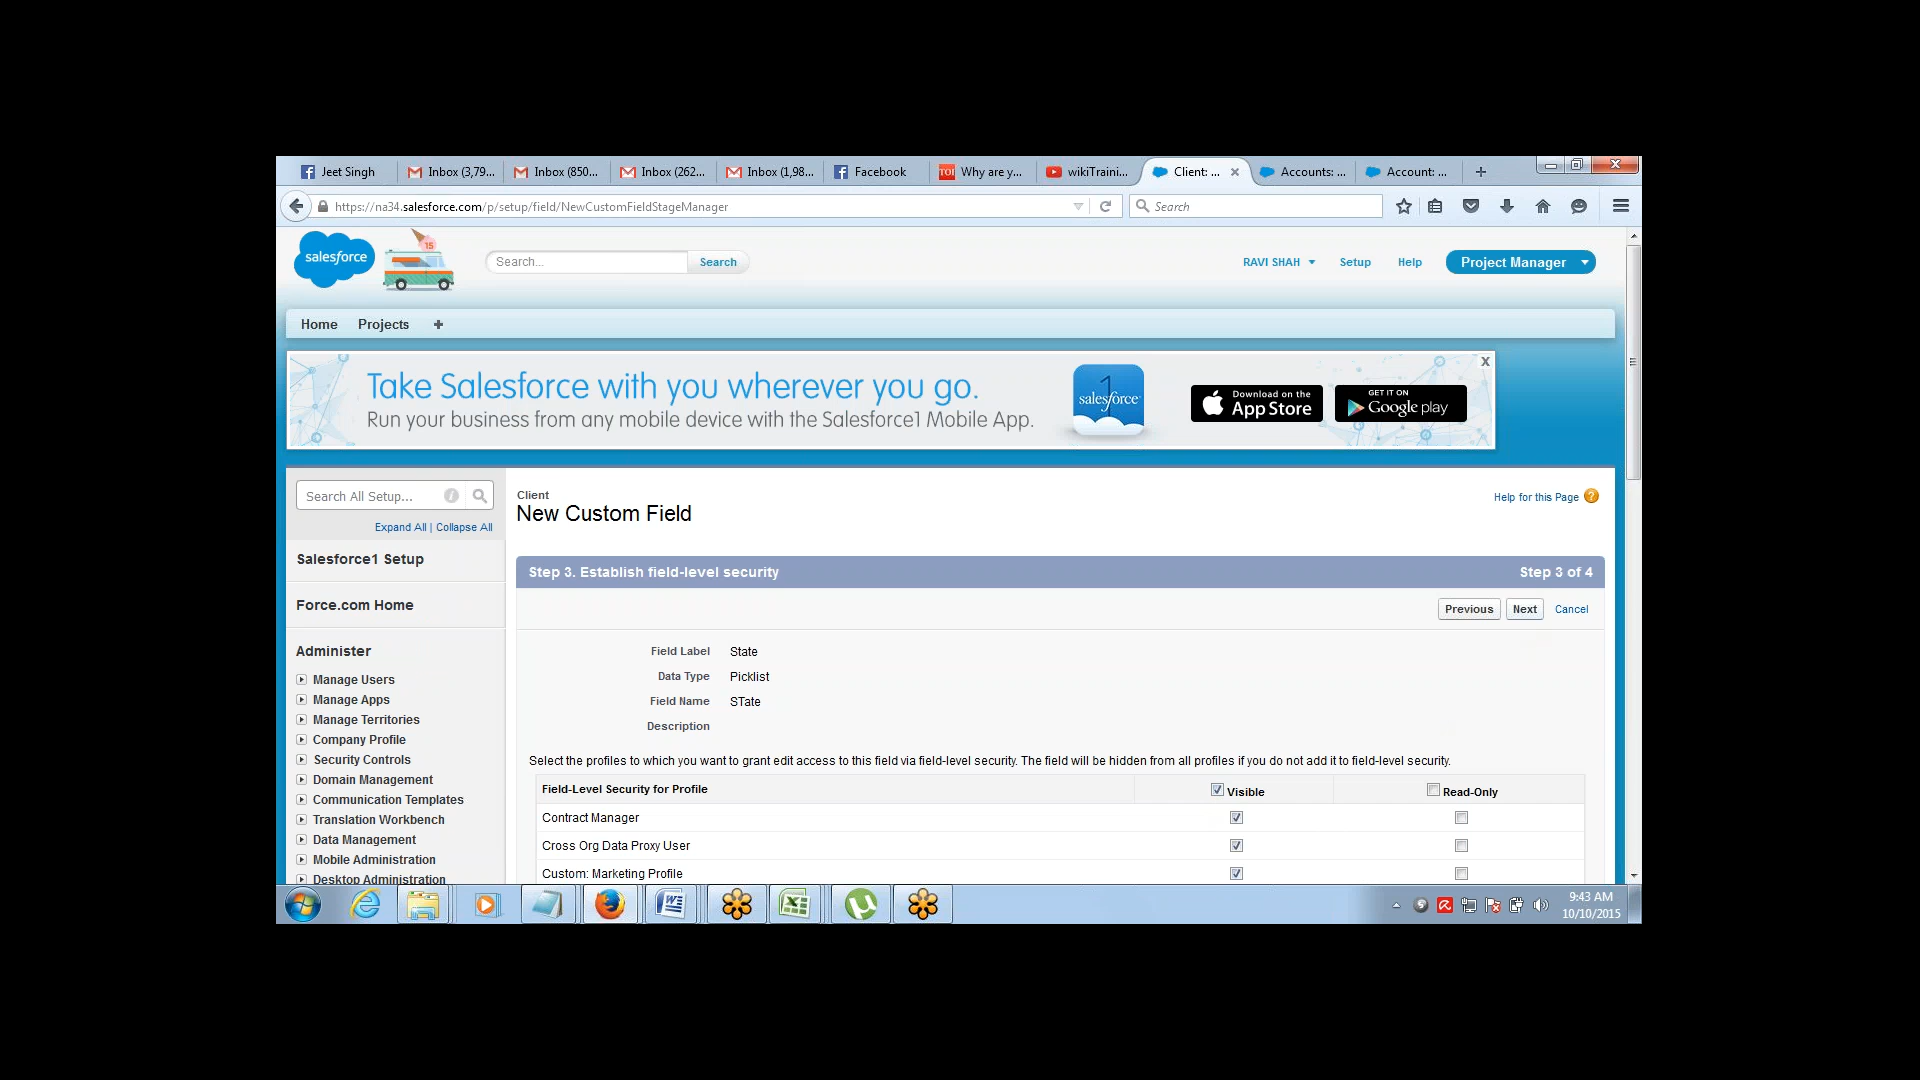 Jeet Singh
Inbox (3,79...
Inbox (850...
Inbox (262...
Inbox (1,98...
Facebook
TOI
Why are y...
wikiTraini...
Client: ...
Accounts: ...
Account: ...
https://na34.salesforce.com/p/setup/field/NewCustomFieldStageManager
Search
salesforce
15
Search...
Search
RAVI SHAH
Setup
Help
Project Manager
Home
Projects
Take Salesforce with you wherever you go.
Run your business from any mobile device with the Salesforce1 Mobile App.
1
salesforce
Download on the
App Store
GET IT ON
Google play
X
Search All Setup...
Expand All | Collapse All
Salesforce1 Setup
Force.com Home
Administer
Manage Users
Manage Apps
Manage Territories
Company Profile
Security Controls
Domain Management
Communication Templates
Translation Workbench
Data Management
Mobile Administration
Desktop Administration
Client
New Custom Field
Help for this Page
Step 3. Establish field-level security
Step 3 of 4
Previous
Next
Cancel
Field Label State
Data Type Picklist
Field Name STate
Description
Select the profiles to which you want to grant edit access to this field via field-level security. The field will be hidden from all profiles if you do not add it to field-level security.
Field-Level Security for Profile
Visible
Read-Only
Contract Manager
Cross Org Data Proxy User
Custom: Marketing Profile
9:43 AM
10/10/2015